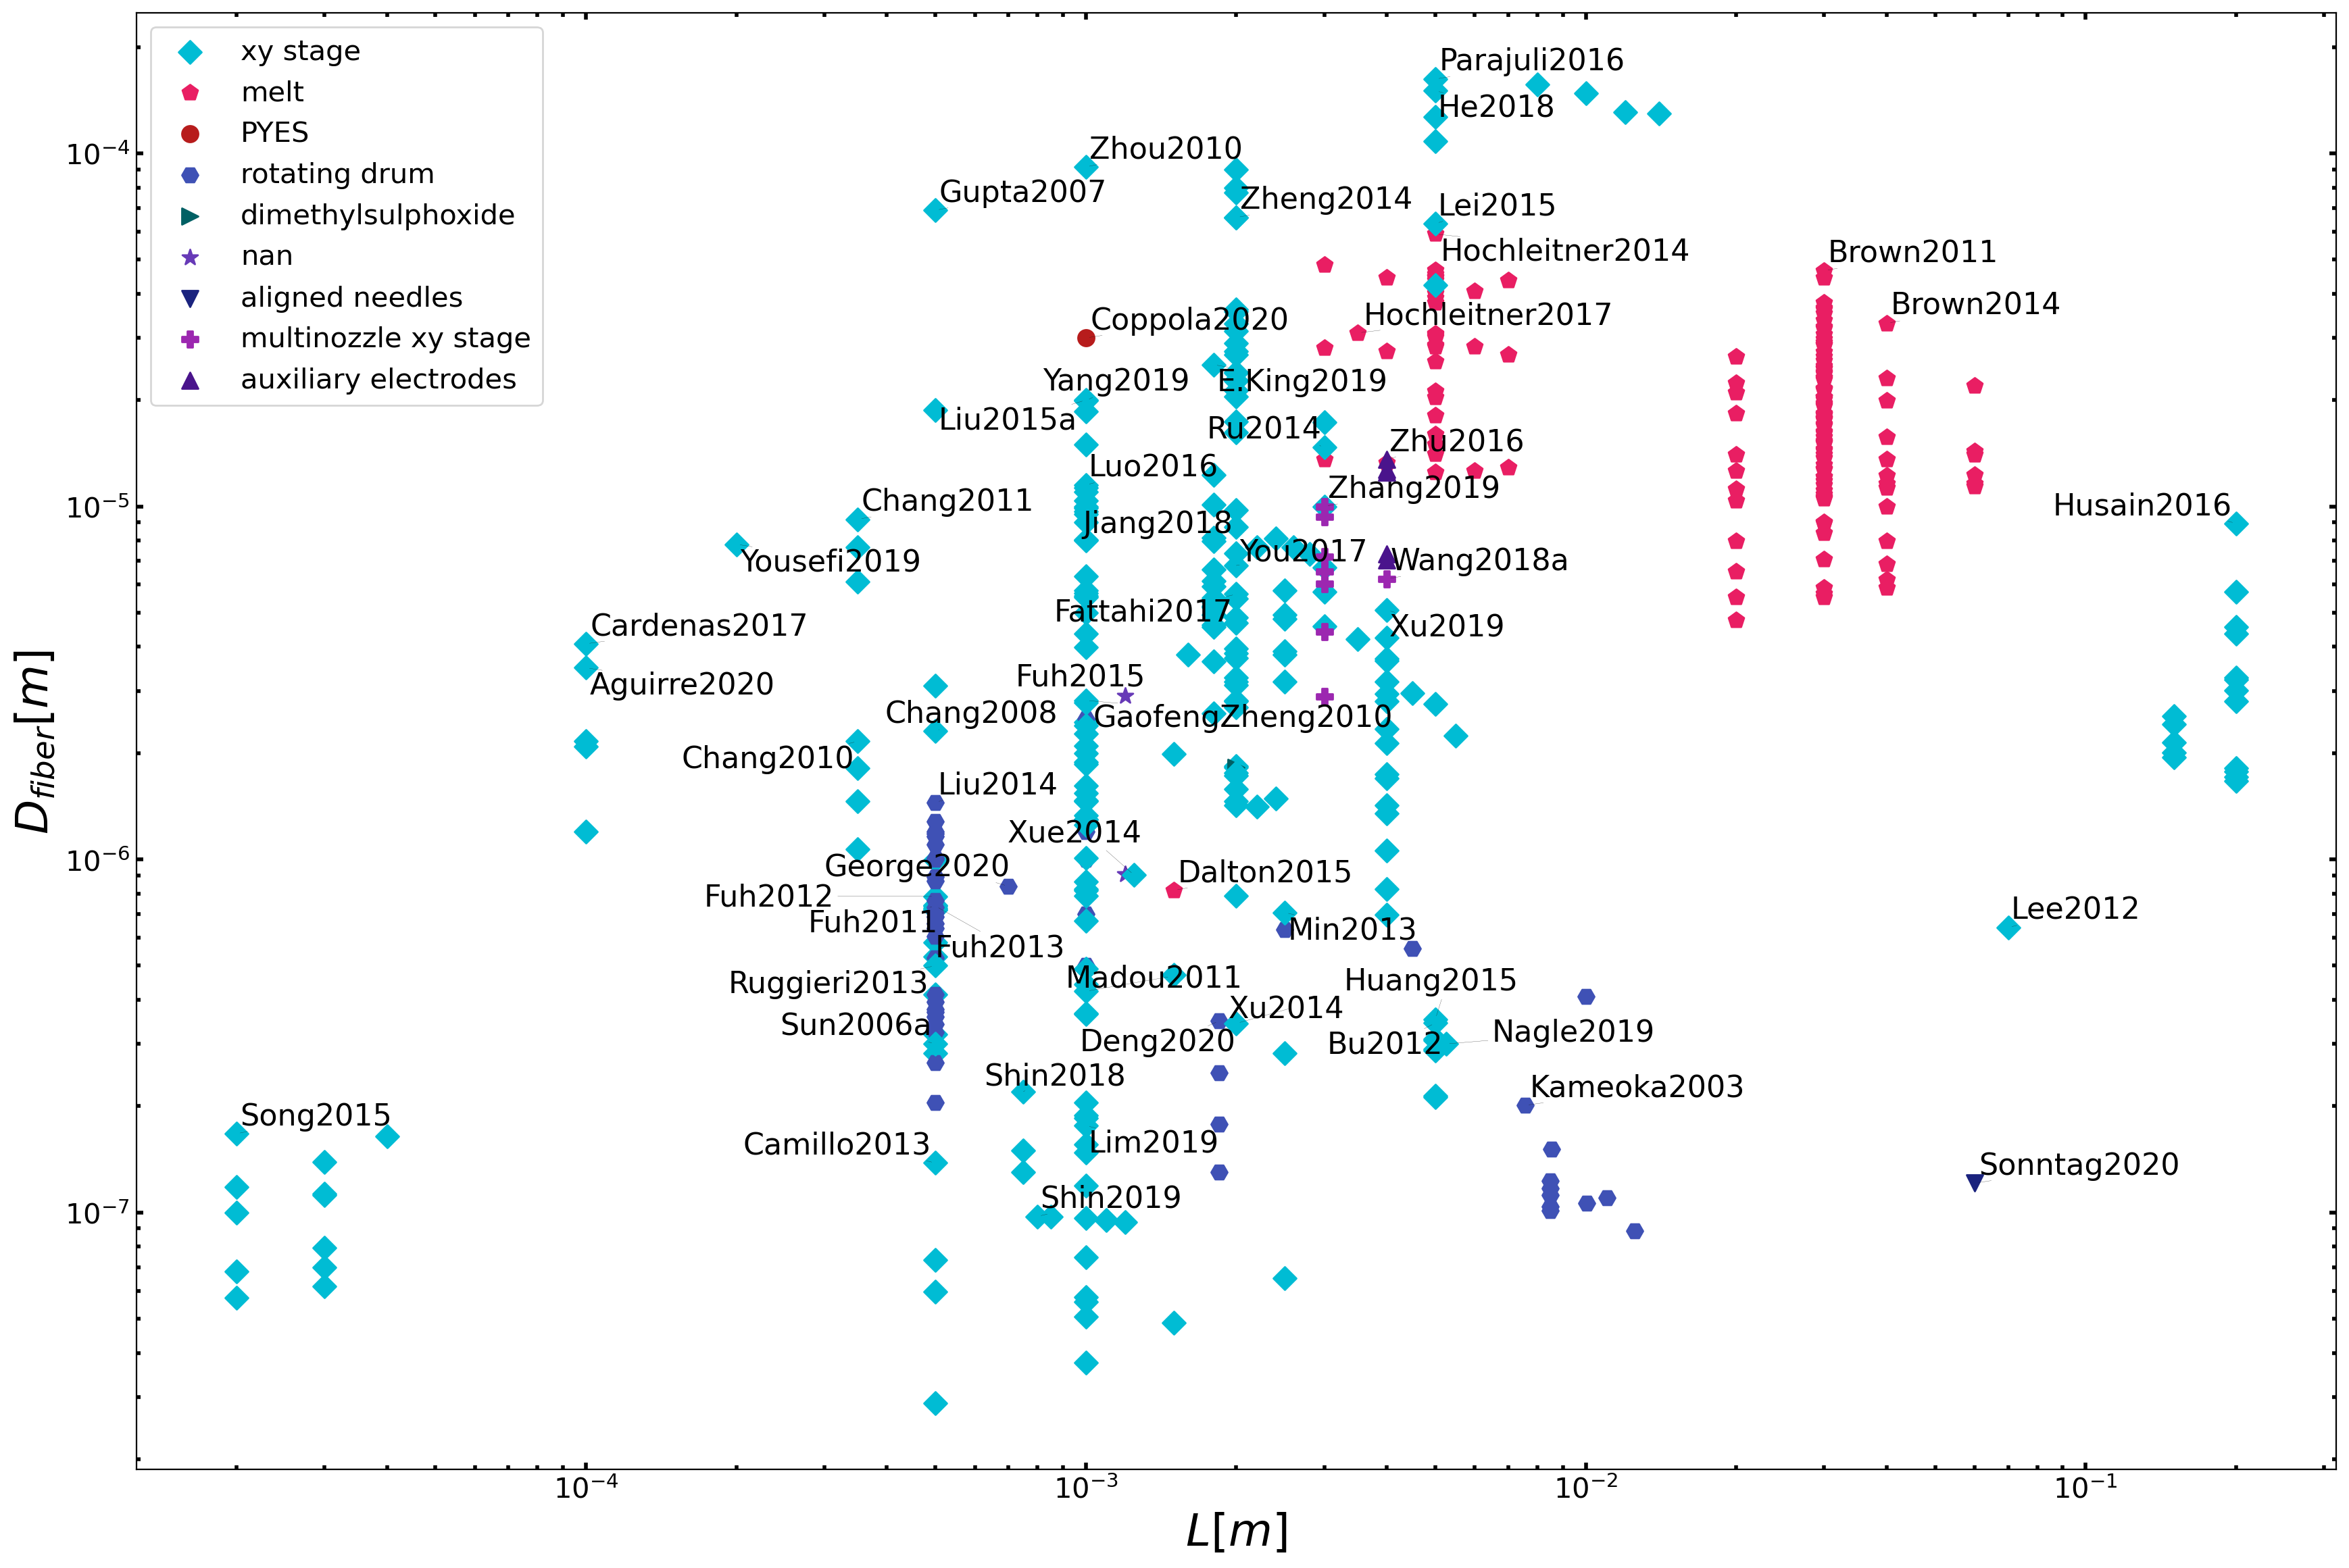 xy stage
melt
PYES
rotating drum
dimethylsulphoxide
nan
aligned needles
multinozzle xy stage
auxiliary electrodes
Parajuli2016
He2018
Zhou2010
Gupta2007
Zheng2014
Lei2015
Hochleitner2014
Brown2011
Brown2014
Hochleitner2017
Coppola2020
Yang2019
E.King2019
Liu2015a
Ru2014
Zhu2016
Luo2016
Zhang2019
Chang2011
Husain2016
Jiang2018
You2017
Yousefi2019
Wang2018a
Fattahi2017
Cardenas2017
Xu2019
Aguirre2020
Fuh2015
Chang2008
GaofengZheng2010
Chang2010
Liu2014
Xue2014
George2020
Dalton2015
Fuh2012
Lee2012
Fuh2011
Min2013
Fuh2013
Ruggieri2013
Madou2011
Huang2015
Xu2014
Sun2006a
Deng2020
Bu2012
Nagle2019
Shin2018
Kameoka2003
Song2015
Camillo2013
Lim2019
Sonntag2020
Shin2019
10⁻⁴
10⁻⁵
10⁻⁶
10⁻⁷
D_fiber[m]
10⁻⁴ 10⁻³ 10⁻² 10⁻¹
L[m]